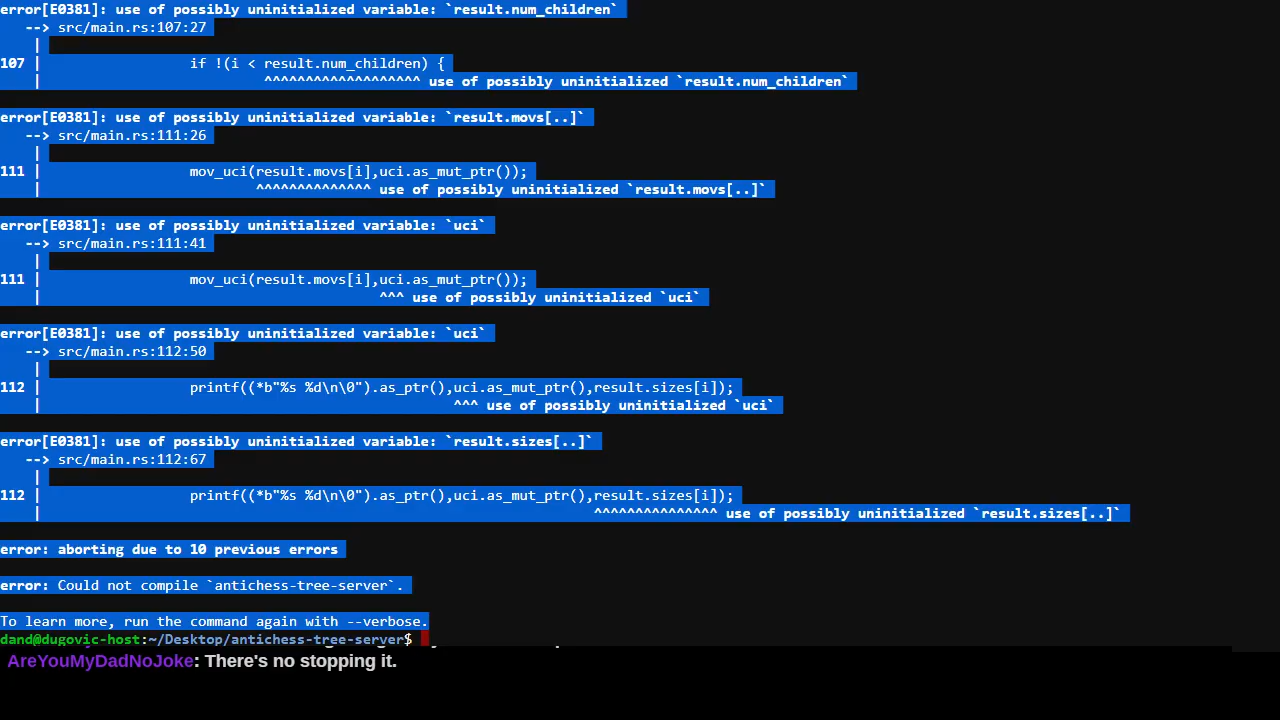 error[E0381]: use of possibly uninitialized variable: `result.num_children`
   --> src/main.rs:107:27
    |
107 |                  if !(i < result.num_children) {
    |                           ^^^^^^^^^^^^^^^^^^^ use of possibly uninitialized `result.num_children`
error[E0381]: use of possibly uninitialized variable: `result.movs[..]`
   --> src/main.rs:111:26
    |
111 |                  mov_uci(result.movs[i],uci.as_mut_ptr());
    |                          ^^^^^^^^^^^^^^ use of possibly uninitialized `result.movs[..]`
error[E0381]: use of possibly uninitialized variable: `uci`
   --> src/main.rs:111:41
    |
111 |                  mov_uci(result.movs[i],uci.as_mut_ptr());
    |                                         ^^^ use of possibly uninitialized `uci`
error[E0381]: use of possibly uninitialized variable: `uci`
   --> src/main.rs:112:50
    |
112 |                  printf((*b"%s %d\n\0").as_ptr(),uci.as_mut_ptr(),result.sizes[i]);
    |                                                  ^^^ use of possibly uninitialized `uci`
error[E0381]: use of possibly uninitialized variable: `result.sizes[..]`
   --> src/main.rs:112:67
    |
112 |                  printf((*b"%s %d\n\0").as_ptr(),uci.as_mut_ptr(),result.sizes[i]);
    |                                                                   ^^^^^^^^^^^^^^^ use of possibly uninitialized `result.sizes[..]`
error: aborting due to 10 previous errors
error: Could not compile `antichess-tree-server`.
To learn more, run the command again with --verbose.
dand@dugovic-host:~/Desktop/antichess-tree-server$
AreYouMyDadNoJoke: There's no stopping it.